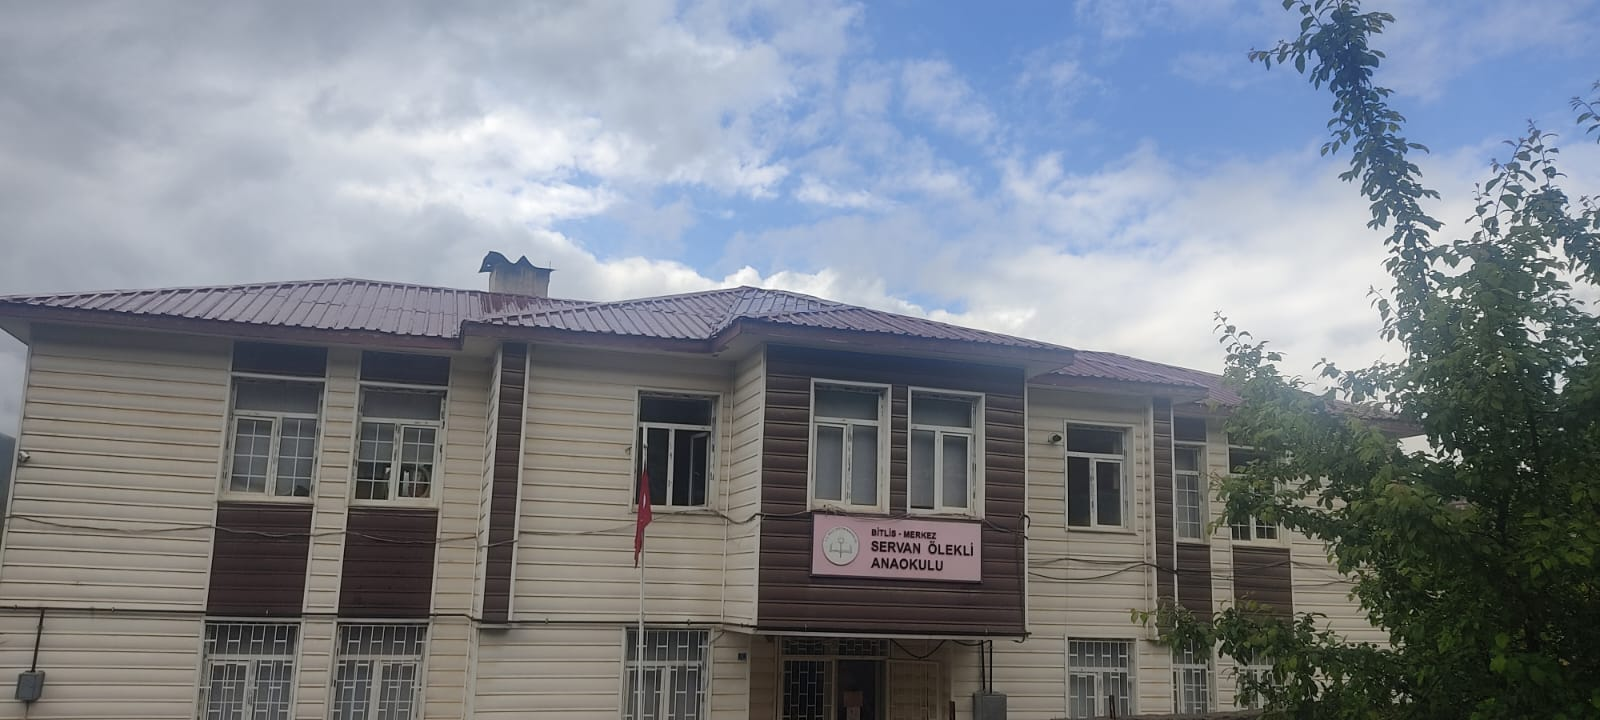 BİTLİS - MERKEZ
SERVAN ÖLEKLİ
ANAOKULU